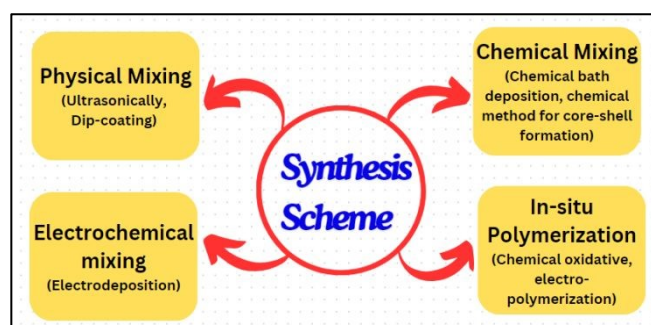 Physical Mixing
(Ultrasonically,
Dip-coating)
Chemical Mixing
(Chemical bath
deposition, chemical
method for core-shell
formation)
Synthesis
Scheme
Electrochemical
mixing
(Electrodeposition)
In-situ
Polymerization
(Chemical oxidative,
electro-
polymerization)